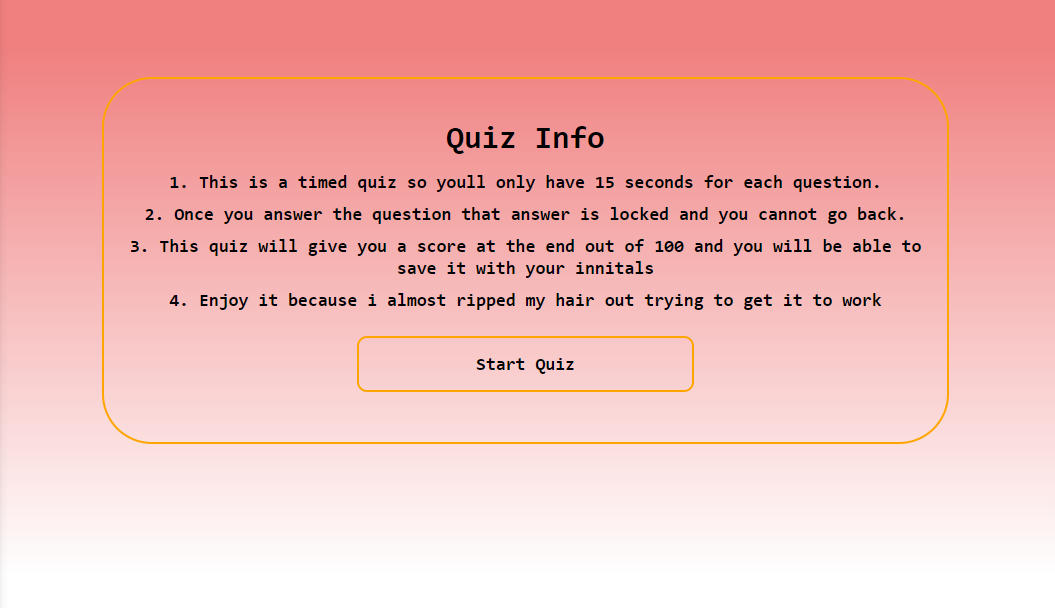 Quiz Info
1. This is a timed quiz so youll only have 15 seconds for each question.
2. Once you answer the question that answer is locked and you cannot go back.
3. This quiz will give you a score at the end out of 100 and you will be able to
save it with your innitals
4. Enjoy it because i almost ripped my hair out trying to get it to work
Start Quiz